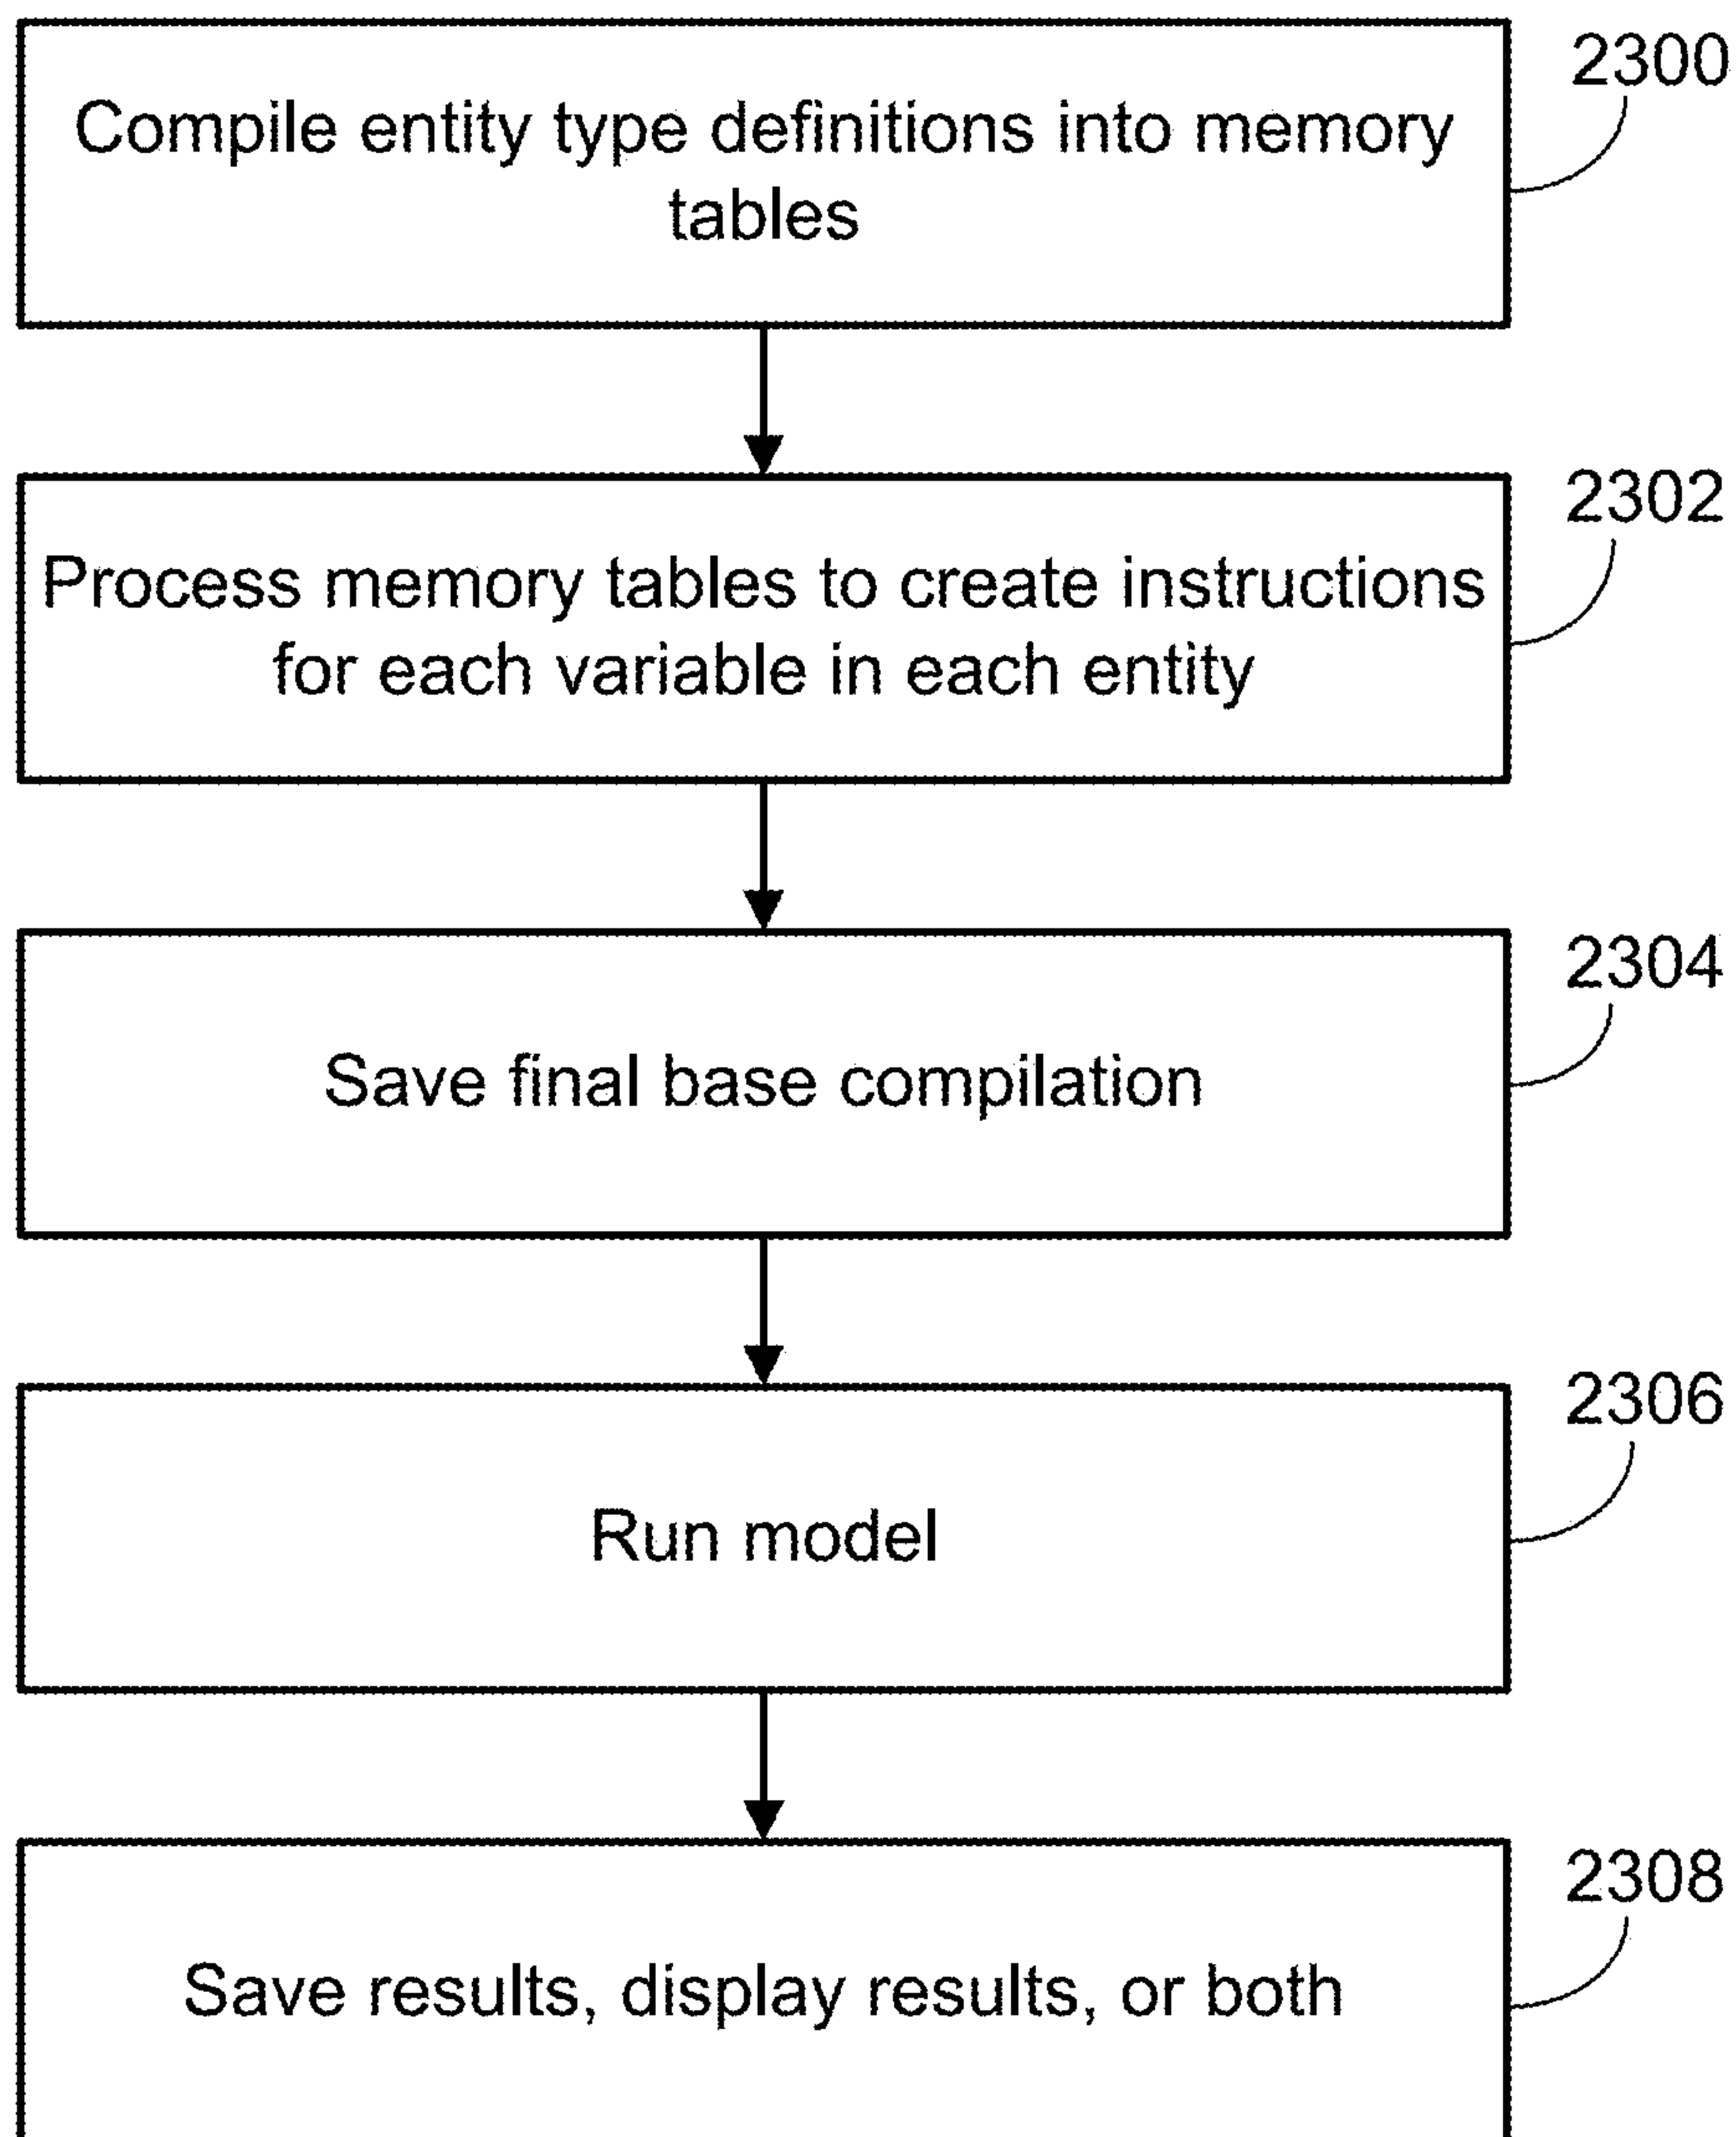 2300
Compile entity type definitions into memory
tables
2302
Process memory tables to create instructions
for each variable in each entity
2304
Save final base compilation
2306
Run model
2308
Save results, display results, or both